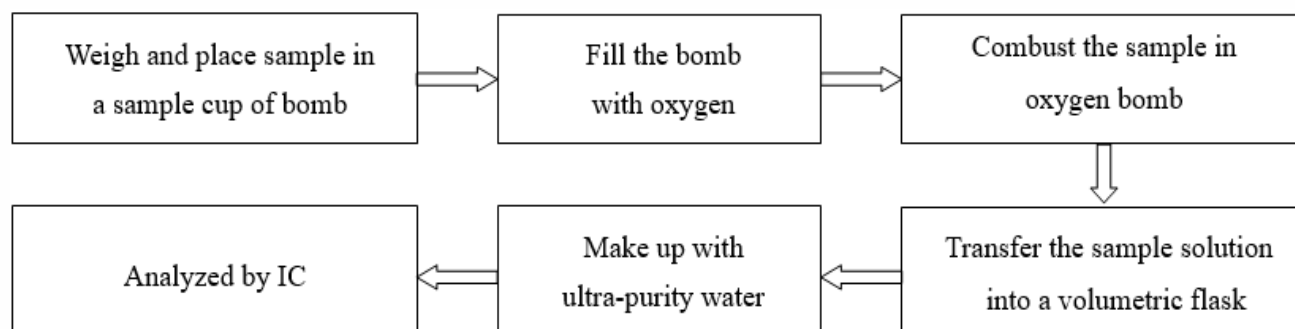 Weigh and place sample in
a sample cup of bomb
Fill the bomb
with oxygen
Combust the sample in
oxygen bomb
Transfer the sample solution
into a volumetric flask
Make up with
ultra-purity water
Analyzed by IC